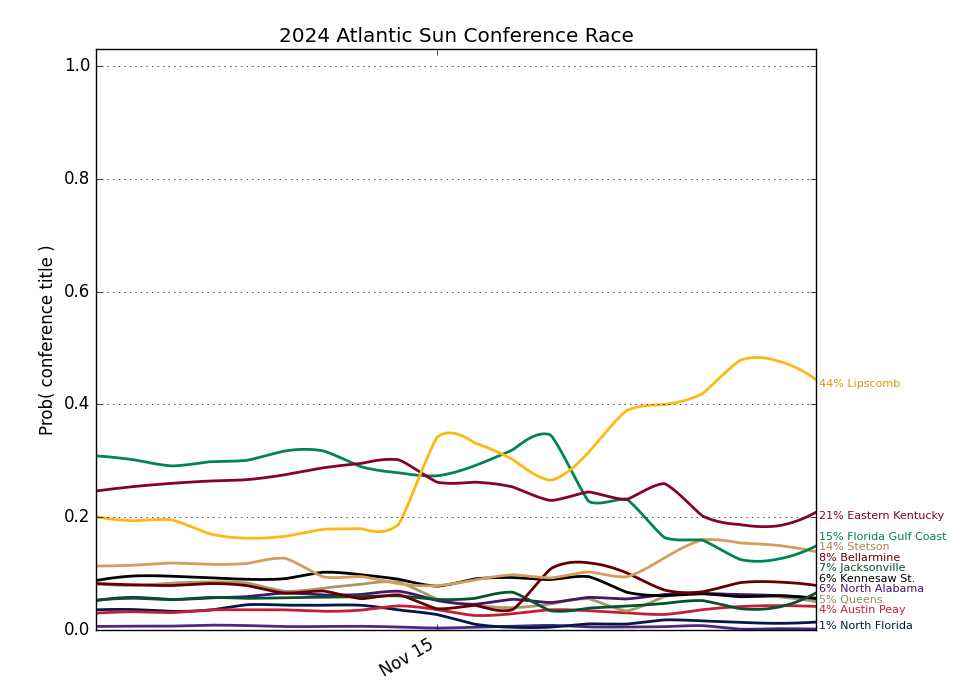 2024 Atlantic Sun Conference Race
Prob( conference title )
1.0
0.8
0.6
0.4
0.2
0.0
Nov 15
44% Lipscomb
21% Eastern Kentucky
15% Florida Gulf Coast
14% Stetson
8% Bellarmine
7% Jacksonville
6% Kennesaw St.
6% North Alabama
5% Queens
4% Austin Peay
1% North Florida